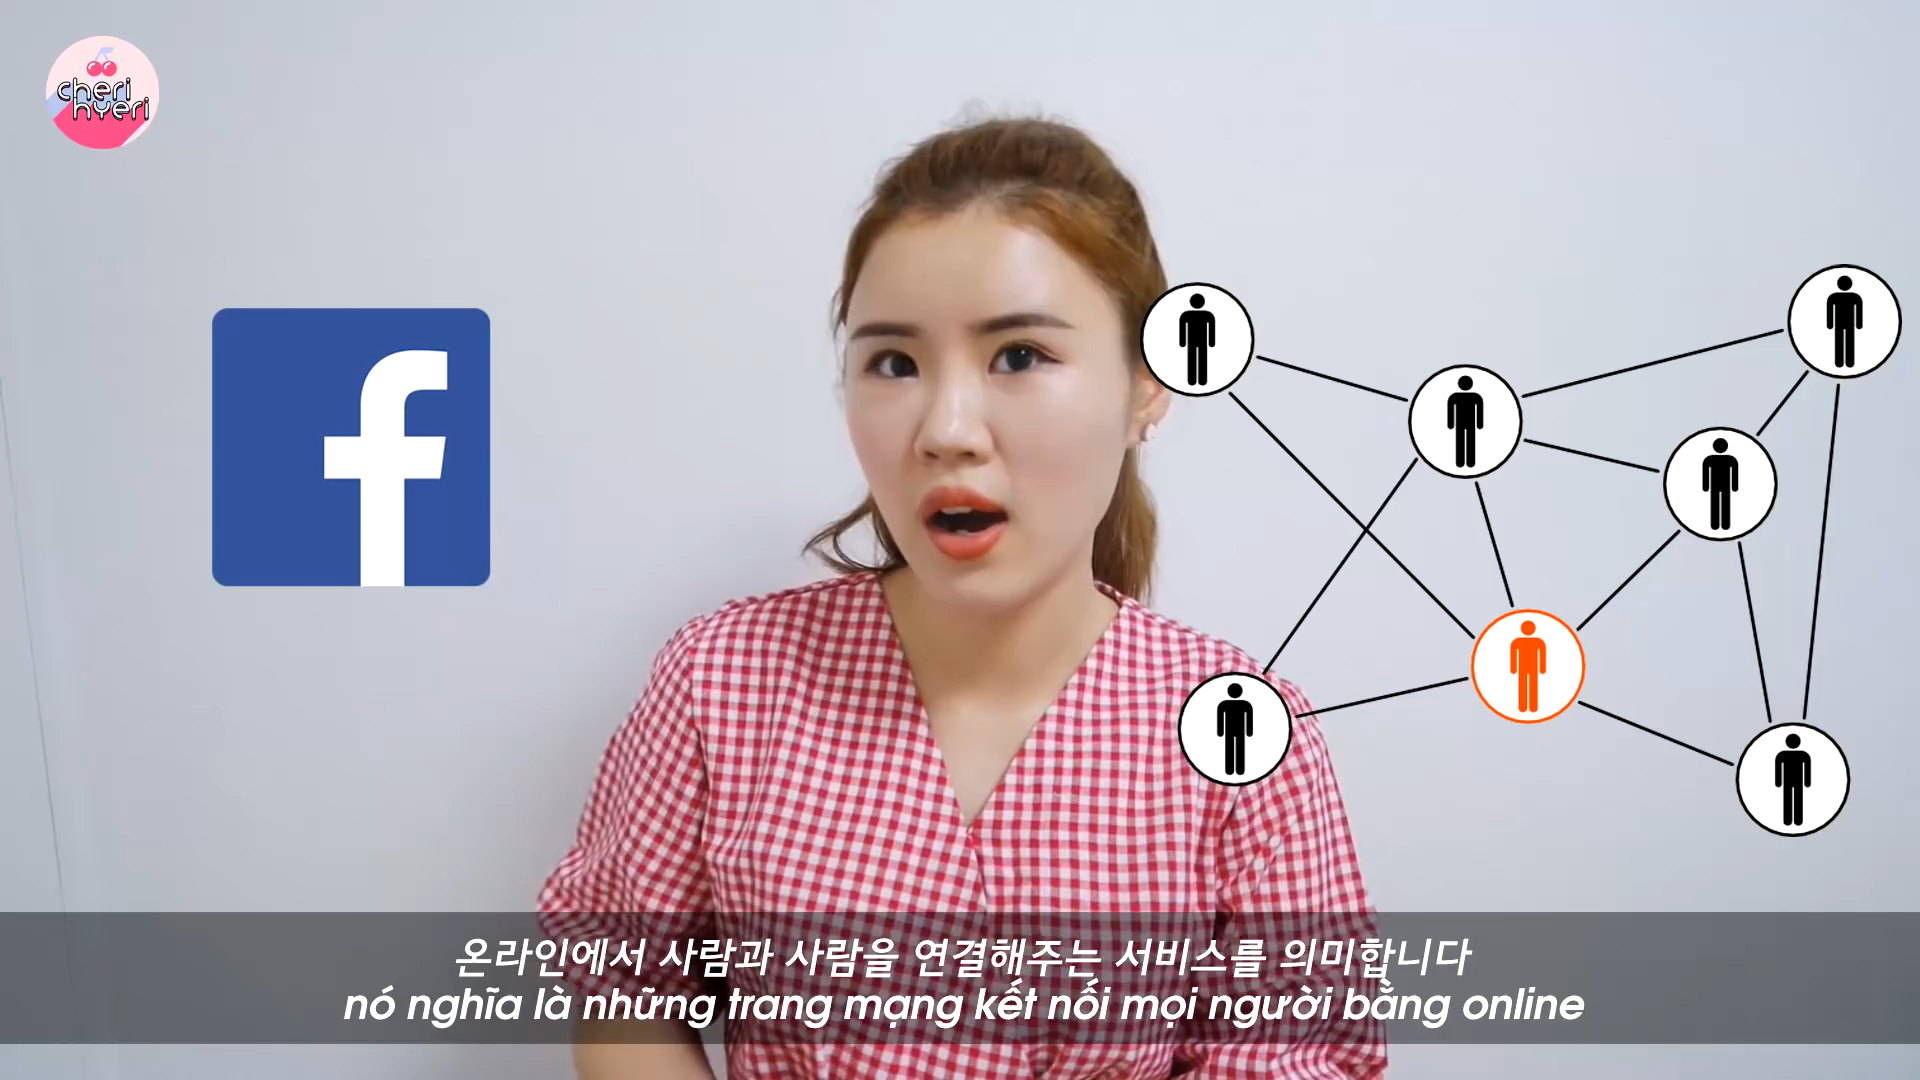 cheri
hyeri
온라인에서 사람과 사람을 연결해주는 서비스를 의미합니다
nó nghĩa là những trang mạng kết nối mọi người bằng online